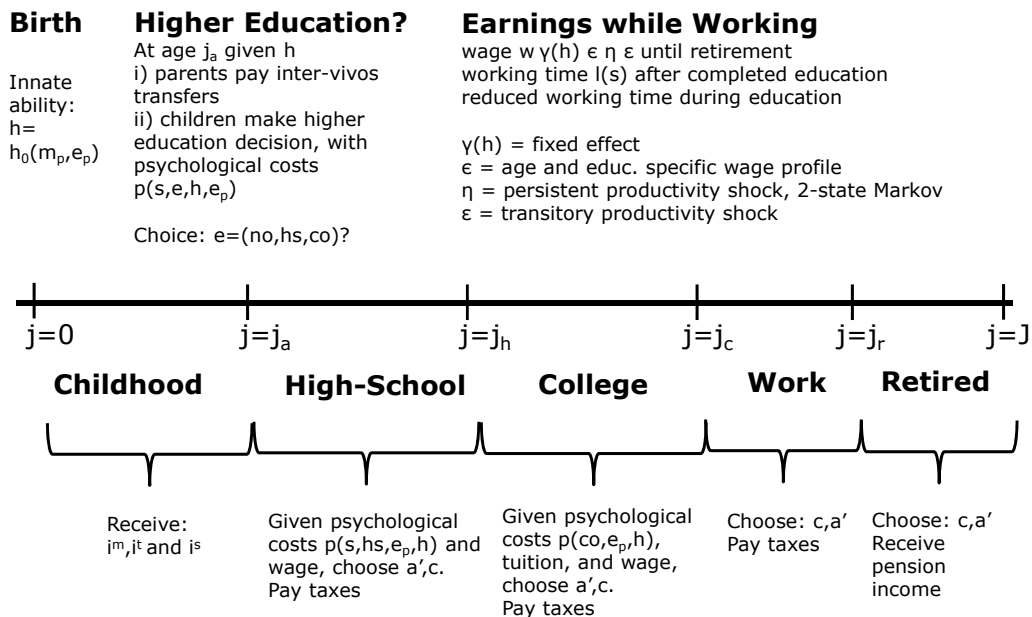 Birth
Innate
ability:
h=
h₀(mₚ,eₚ)
Higher Education?
At age jₐ given h
i) parents pay inter-vivos
transfers
ii) children make higher
education decision, with
psychological costs
p(s,e,h,eₚ)
Choice: e=(no,hs,co)?
Earnings while Working
wage w γ(h) ϵ η ε until retirement
working time l(s) after completed education
reduced working time during education
γ(h) = fixed effect
ϵ = age and educ. specific wage profile
η = persistent productivity shock, 2-state Markov
ε = transitory productivity shock
j=0
j=jₐ
j=jₕ
j=j_c
j=jᵣ
j=J
Childhood
High-School
College
Work
Retired
Receive:
iᵐ,iᵗ and iˢ
Given psychological
costs p(s,hs,eₚ,h) and
wage, choose a’,c.
Pay taxes
Given psychological
costs p(co,eₚ,h),
tuition, and wage,
choose a’,c.
Pay taxes
Choose: c,a’
Pay taxes
Choose: c,a’
Receive
pension
income